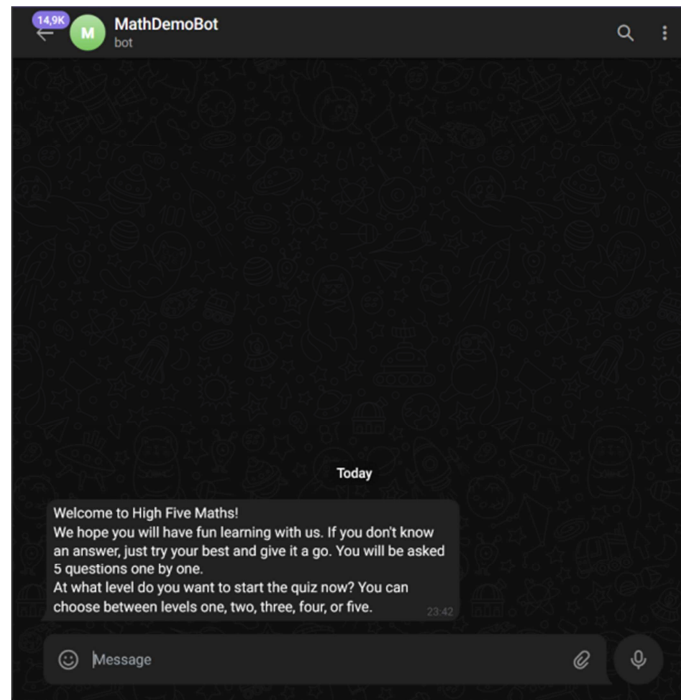 14,9K
M
MathDemoBot
bot
Today
Welcome to High Five Maths!
We hope you will have fun learning with us. If you don't know
an answer, just try your best and give it a go. You will be asked
5 questions one by one.
At what level do you want to start the quiz now? You can
choose between levels one, two, three, four, or five.
23:42
Message